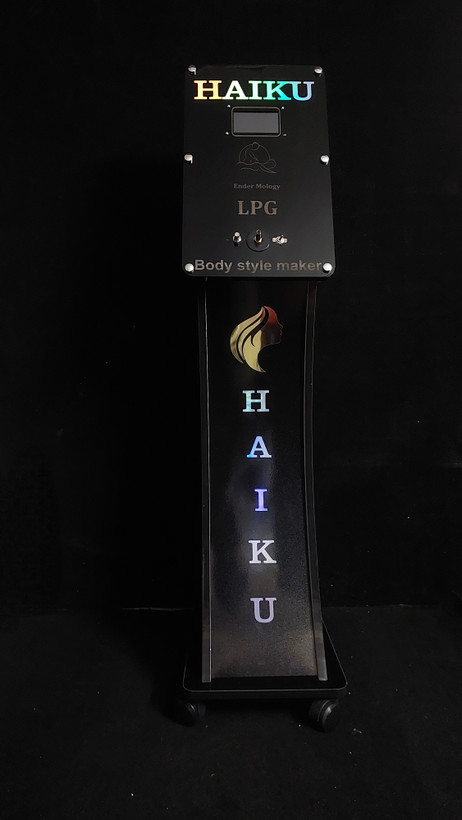 HAIKU
Ender Mology
LPG
Body style maker
H
A
I
K
U